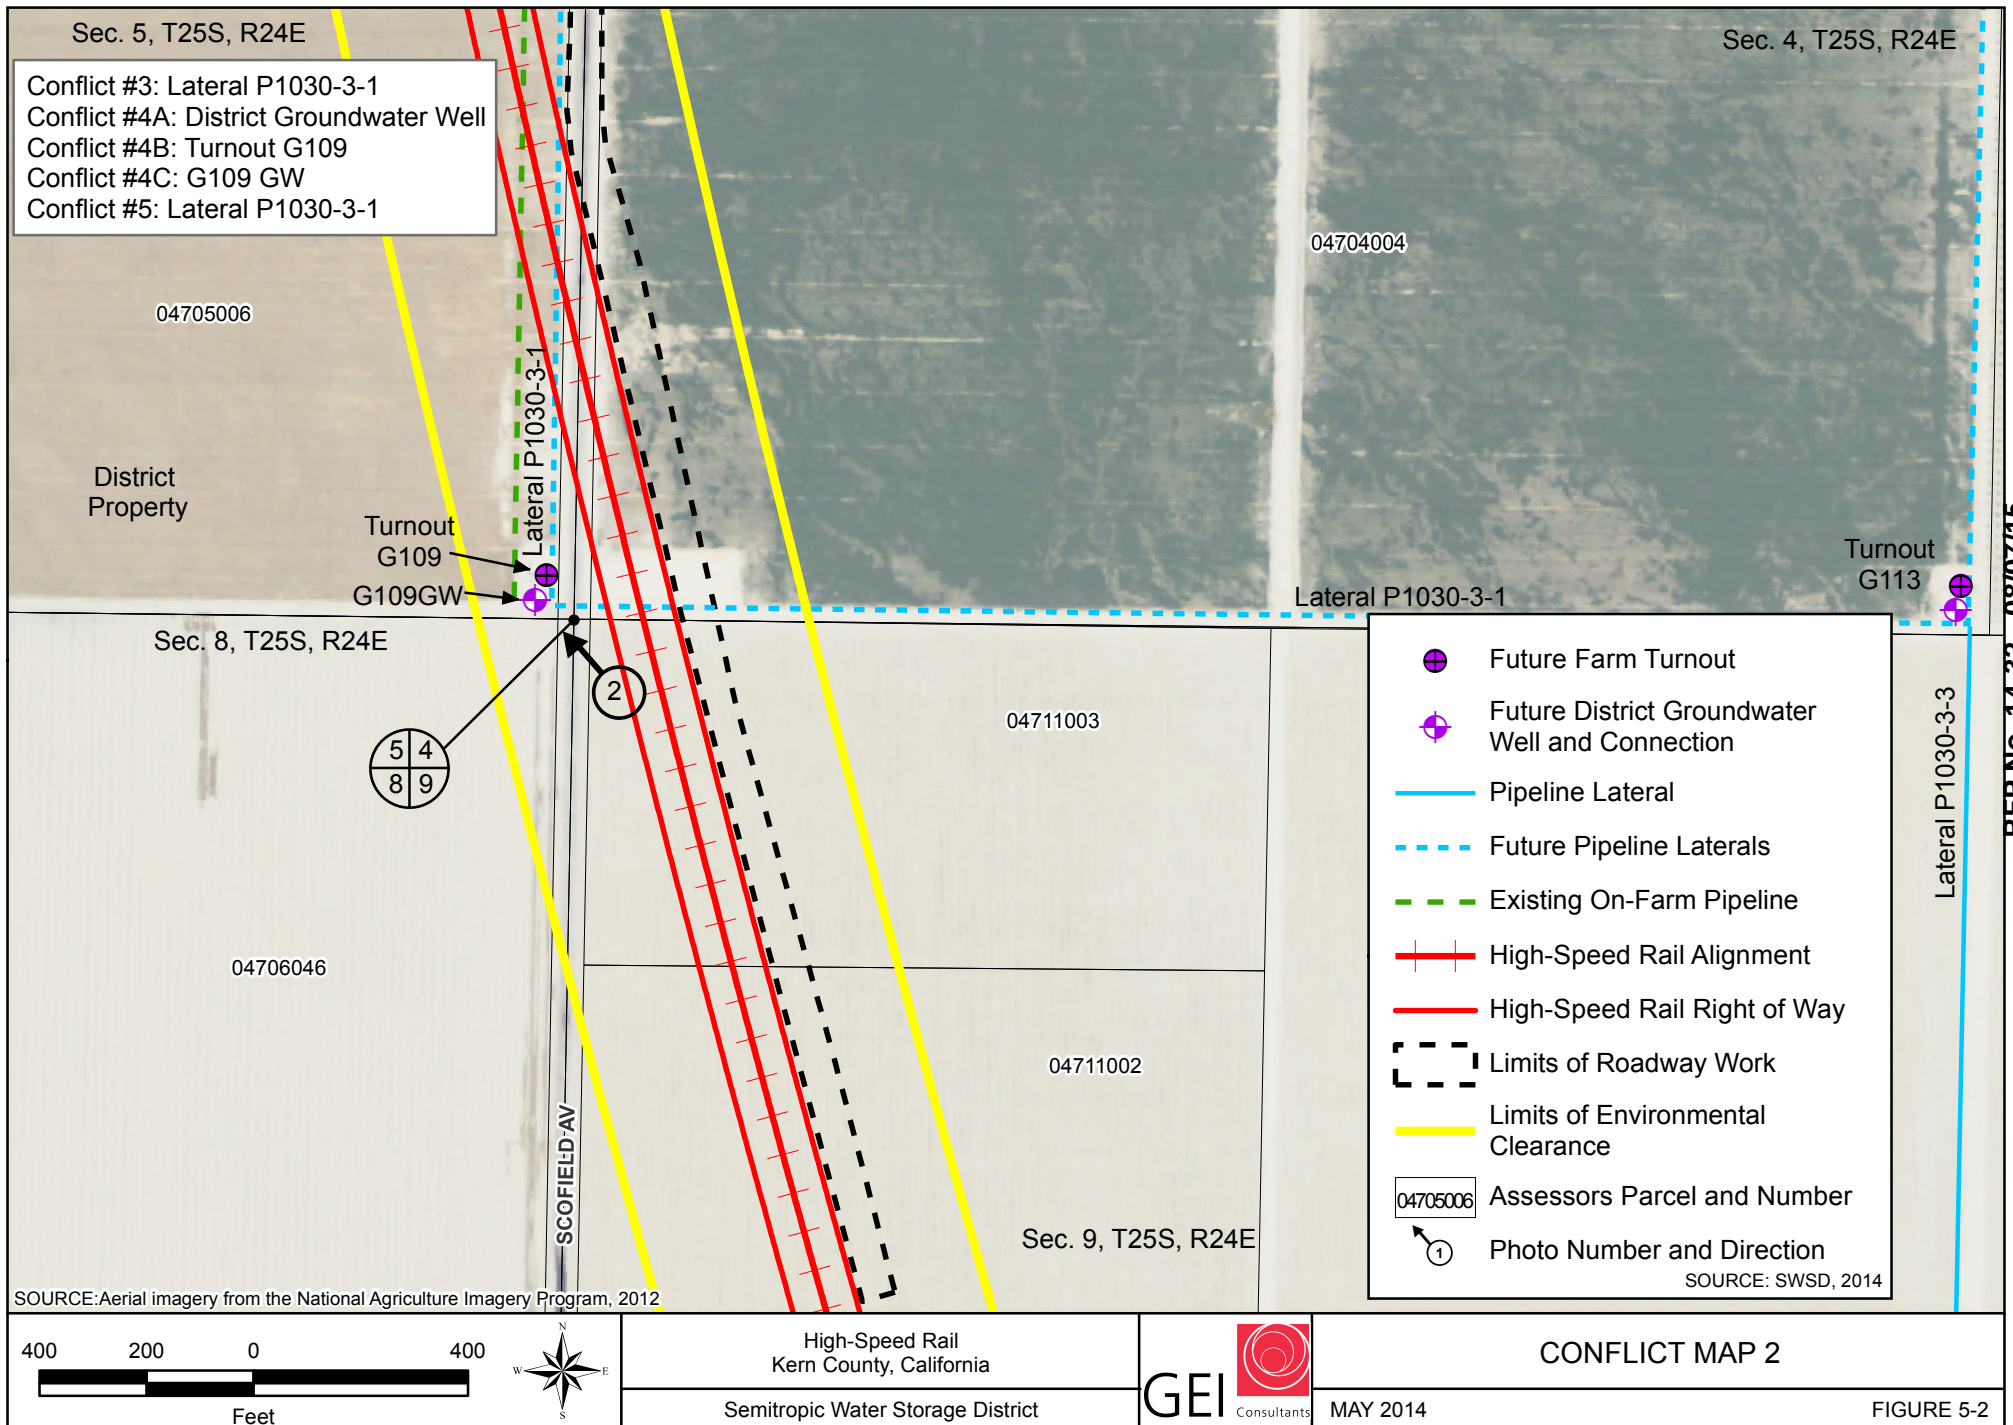 Sec. 5, T25S, R24E
Sec. 4, T25S, R24E
Conflict #3: Lateral P1030-3-1
Conflict #4A: District Groundwater Well
Conflict #4B: Turnout G109
Conflict #4C: G109 GW
Conflict #5: Lateral P1030-3-1
04704004
04705006
Lateral P1030-3-1
District
Property
Turnout
G109
G109GW
Turnout
G113
Lateral P1030-3-1
Sec. 8, T25S, R24E
2
5 4
8 9
04711003
Lateral P1030-3-3
04706046
04711002
SCOFIELD AV
Sec. 9, T25S, R24E
Future Farm Turnout
Future District Groundwater
Well and Connection
Pipeline Lateral
Future Pipeline Laterals
Existing On-Farm Pipeline
High-Speed Rail Alignment
High-Speed Rail Right of Way
Limits of Roadway Work
Limits of Environmental
Clearance
04705006
Assessors Parcel and Number
1
Photo Number and Direction
SOURCE: SWSD, 2014
SOURCE:Aerial imagery from the National Agriculture Imagery Program, 2012
400 200 0 400
Feet
N
W E
S
High-Speed Rail
Kern County, California
Semitropic Water Storage District
GEI Consultants
CONFLICT MAP 2
MAY 2014
FIGURE 5-2